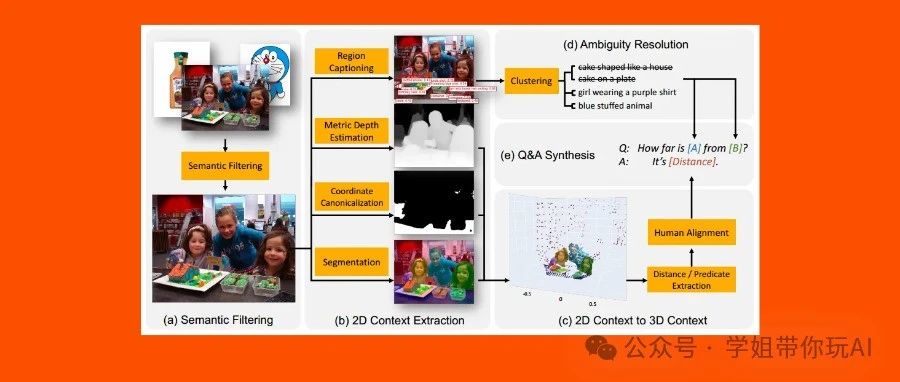 Semantic Filtering
(a) Semantic Filtering
Region
Captioning
Metric Depth
Estimation
Coordinate
Canonicalization
Segmentation
(b) 2D Context Extraction
(d) Ambiguity Resolution
Clustering
cake shaped like a house
cake on a plate
girl wearing a purple shirt
blue stuffed animal
(e) Q&A Synthesis
Q: How far is [A] from [B]?
A: It's [Distance].
Human Alignment
Distance / Predicate
Extraction
-0.5
0
0.5
(c) 2D Context to 3D Context
公众号 · 学姐带你玩AI